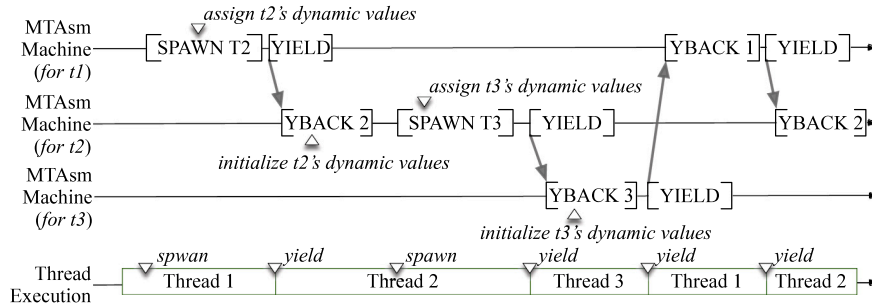 assign t2's dynamic values
MTAsm
Machine
(for t1)
SPAWN T2
YIELD
YBACK 1
YIELD
assign t3's dynamic values
MTAsm
Machine
(for t2)
YBACK 2
SPAWN T3
YIELD
YBACK 2
initialize t2's dynamic values
MTAsm
Machine
(for t3)
YBACK 3
YIELD
initialize t3's dynamic values
spwan
yield
spawn
yield
yield
yield
Thread
Execution
Thread 1
Thread 2
Thread 3
Thread 1
Thread 2